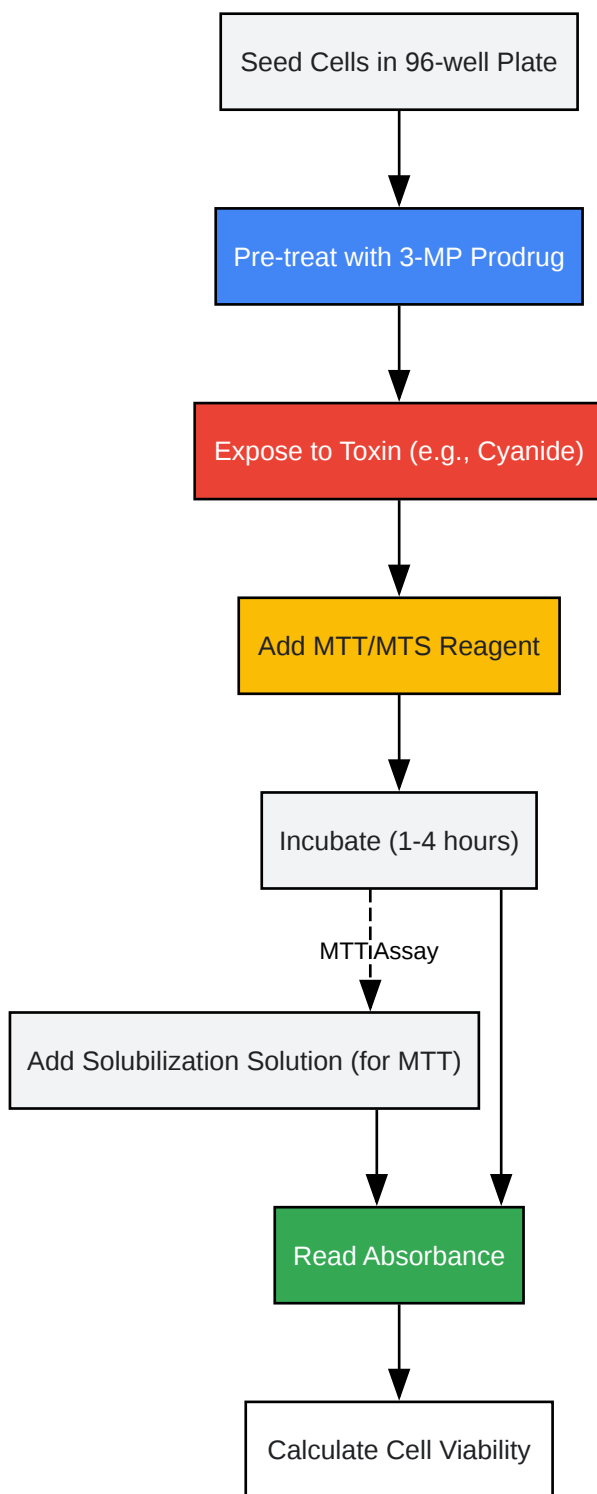 Seed Cells in 96-well Plate
Pre-treat with 3-MP Prodrug
Expose to Toxin (e.g., Cyanide)
Add MTT/MTS Reagent
Incubate (1-4 hours)
MTT Assay
Add Solubilization Solution (for MTT)
Read Absorbance
Calculate Cell Viability